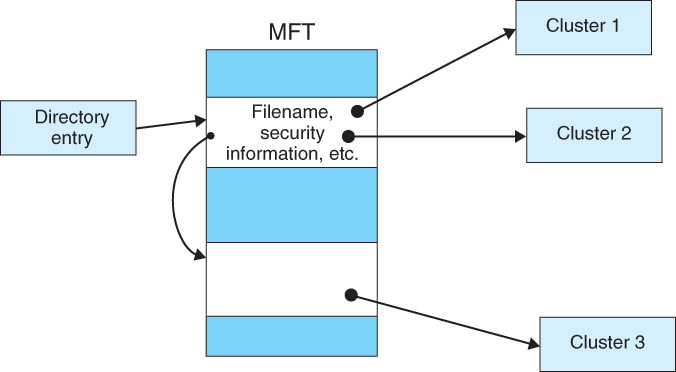 MFT
Cluster 1
Directory
entry
Filename,
security
information, etc.
Cluster 2
Cluster 3